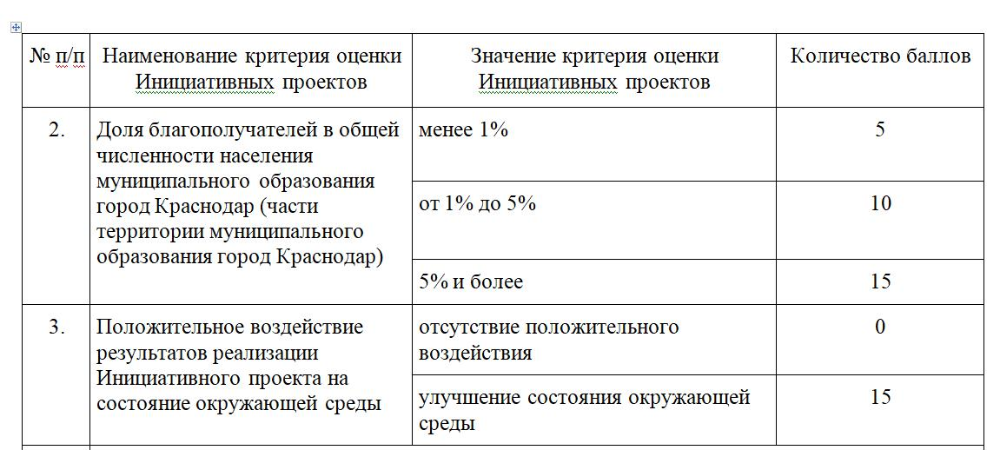 № п/п
Наименование критерия оценки
Инициативных проектов
Значение критерия оценки
Инициативных проектов
Количество баллов
2.
Доля благополучателей в общей
численности населения
муниципального образования
город Краснодар (части
территории муниципального
образования город Краснодар)
менее 1%
5
от 1% до 5%
10
5% и более
15
3.
Положительное воздействие
результатов реализации
Инициативного проекта на
состояние окружающей среды
отсутствие положительного
воздействия
0
улучшение состояния окружающей
среды
15